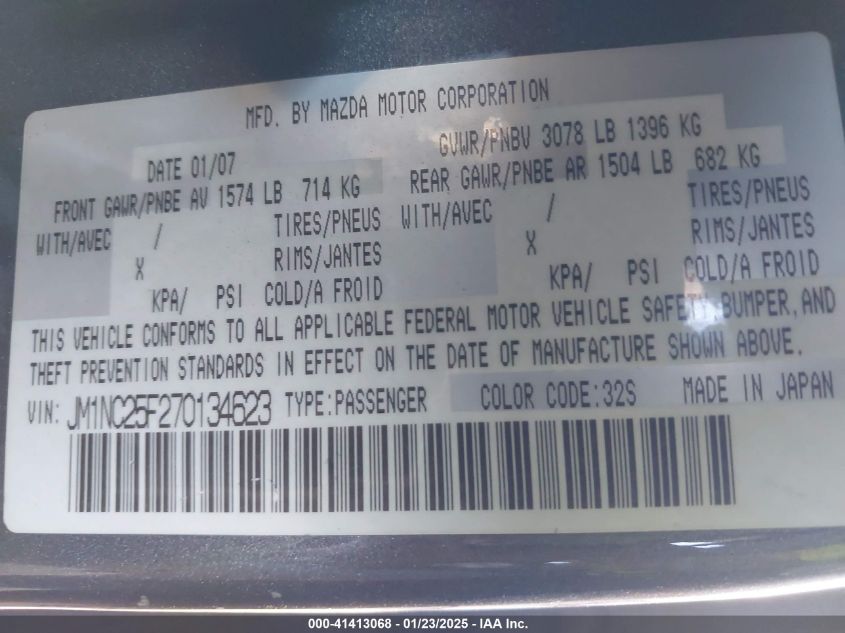 MFD. BY MAZDA MOTOR CORPORATION
DATE 01/07 GVWR/PNBV 3078 LB 1396 KG
FRONT GAWR/PNBE AV 1574 LB 714 KG REAR GAWR/PNBE AR 1504 LB 682 KG
WITH/AVEC / TIRES/PNEUS WITH/AVEC / TIRES/PNEUS
X RIMS/JANTES X RIMS/JANTES
KPA/ PSI COLD/A FROID KPA/ PSI COLD/A FROID
THIS VEHICLE CONFORMS TO ALL APPLICABLE FEDERAL MOTOR VEHICLE SAFETY, BUMPER, AND
THEFT PREVENTION STANDARDS IN EFFECT ON THE DATE OF MANUFACTURE SHOWN ABOVE.
VIN: JM1NC25F270134623 TYPE:PASSENGER COLOR CODE:32S MADE IN JAPAN
000-41413068 - 01/23/2025 - IAA Inc.